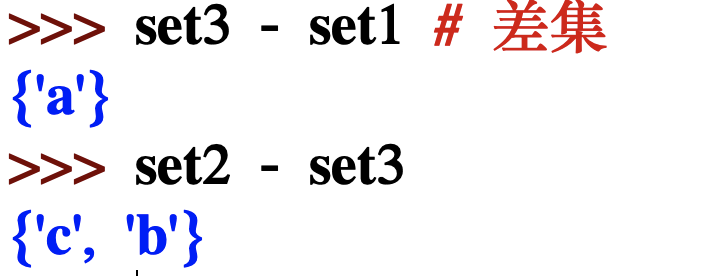 >>> set3 - set1 # 差集
{'a'}
>>> set2 - set3
{'c', 'b'}